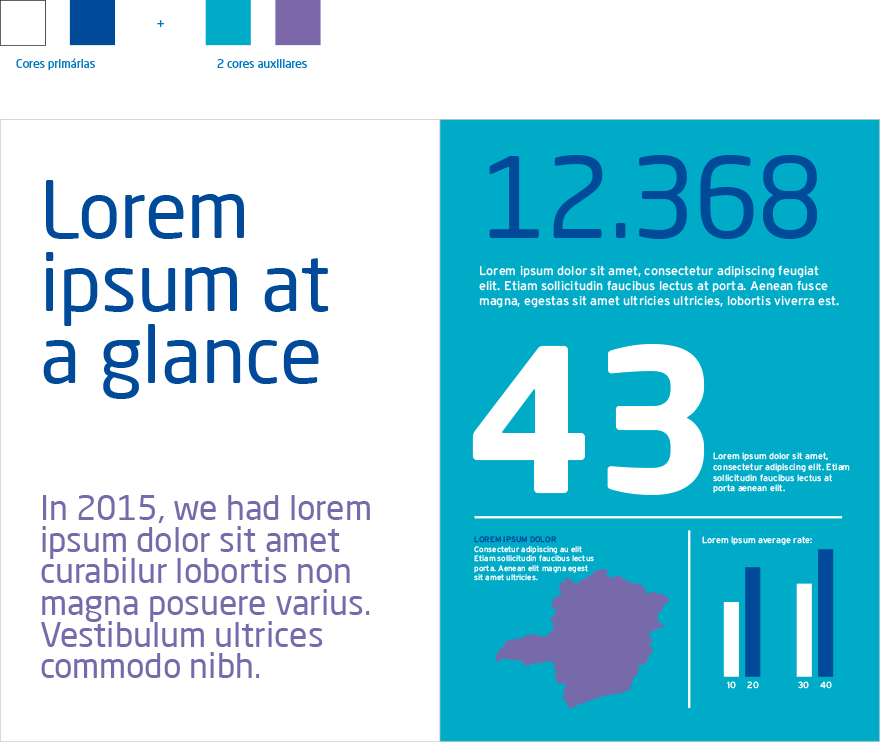 +
Cores primárias
2 cores auxiliares
Lorem
ipsum at
a glance
In 2015, we had lorem
ipsum dolor sit amet
curabilur lobortis non
magna posuere varius.
Vestibulum ultrices
commodo nibh.
12.368
Lorem ipsum dolor sit amet, consectetur adipiscing feugiat
elit. Etiam sollicitudin faucibus lectus at porta. Aenean fusce
magna, egestas sit amet ultricies ultricies, lobortis viverra est.
43
Lorem ipsum dolor sit amet,
consectetur adipiscing elit. Etiam
sollicitudin faucibus lectus at
porta aenean elit.
LOREM IPSUM DOLOR
Consectetur adipiscing au elit
Etiam sollicitudin faucibus lectus
porta. Aenean elit magna egest
sit amet ultricies.
Lorem ipsum average rate:
10 20 30 40